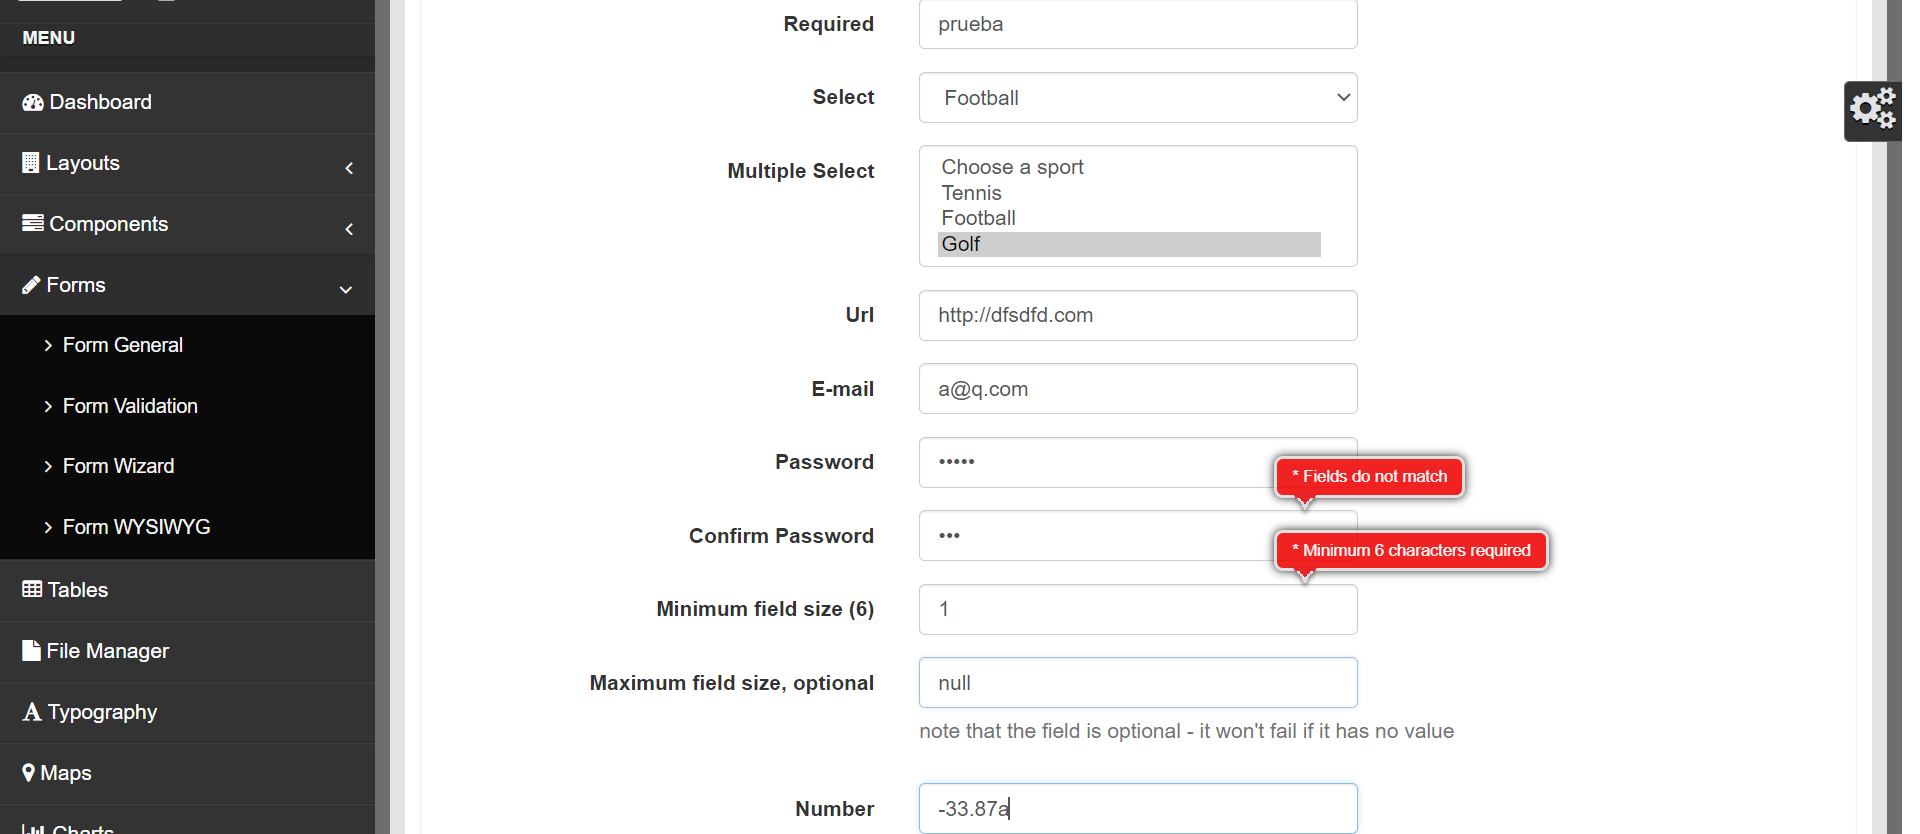 MENU
Dashboard
Layouts
Components
Forms
Form General
Form Validation
Form Wizard
Form WYSIWYG
Tables
File Manager
Typography
Maps
Charts
Required
prueba
Select
Football
Multiple Select
Choose a sport
Tennis
Football
Golf
Url
http://dfsdfd.com
E-mail
a@q.com
Password
•••••
* Fields do not match
Confirm Password
•••
* Minimum 6 characters required
Minimum field size (6)
1
Maximum field size, optional
null
note that the field is optional - it won't fail if it has no value
Number
-33.87a